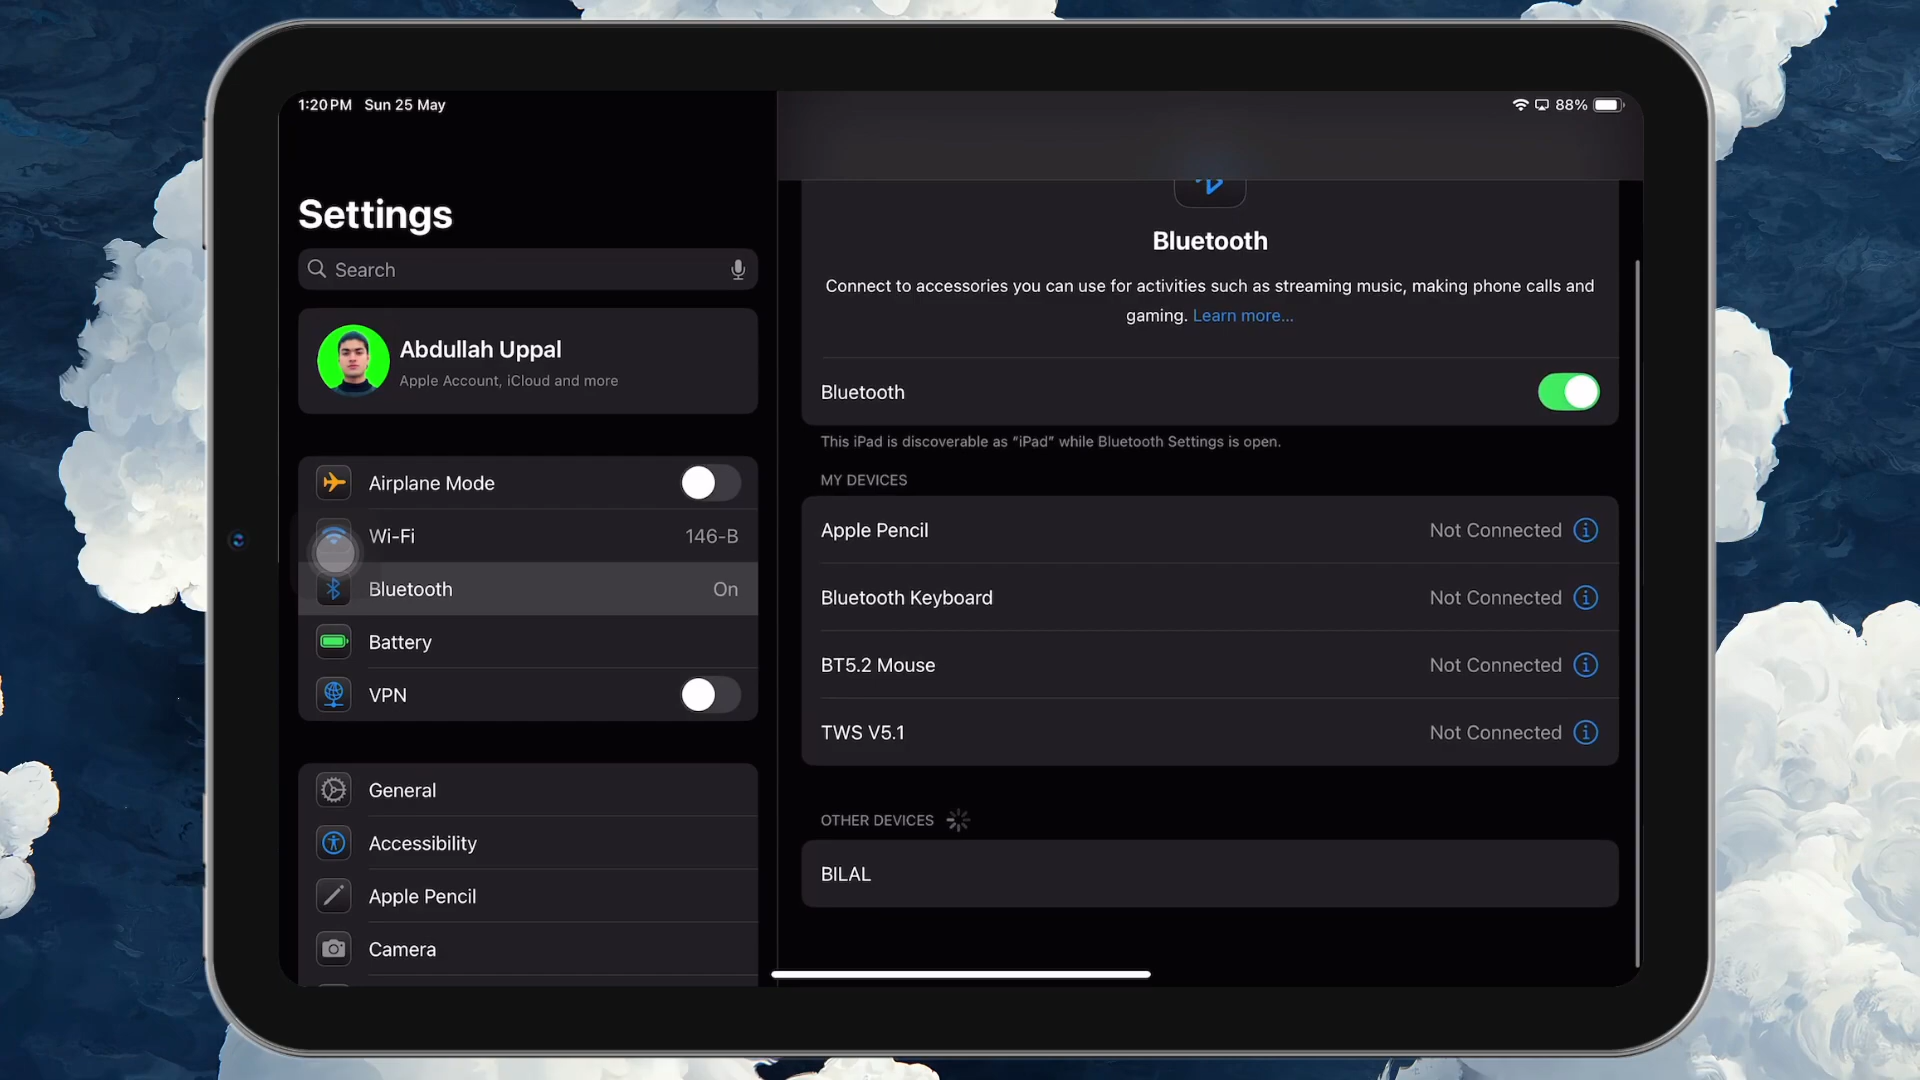 1:20 PM Sun 25 May
88%
Settings
Search
Abdullah Uppal
Apple Account, iCloud and more
Airplane Mode
Wi-Fi 146-B
Bluetooth On
Battery
VPN
General
Accessibility
Apple Pencil
Camera
Bluetooth
Connect to accessories you can use for activities such as streaming music, making phone calls and
gaming. Learn more...
Bluetooth
This iPad is discoverable as “iPad” while Bluetooth Settings is open.
MY DEVICES
Apple Pencil Not Connected
Bluetooth Keyboard Not Connected
BT5.2 Mouse Not Connected
TWS V5.1 Not Connected
OTHER DEVICES
BILAL